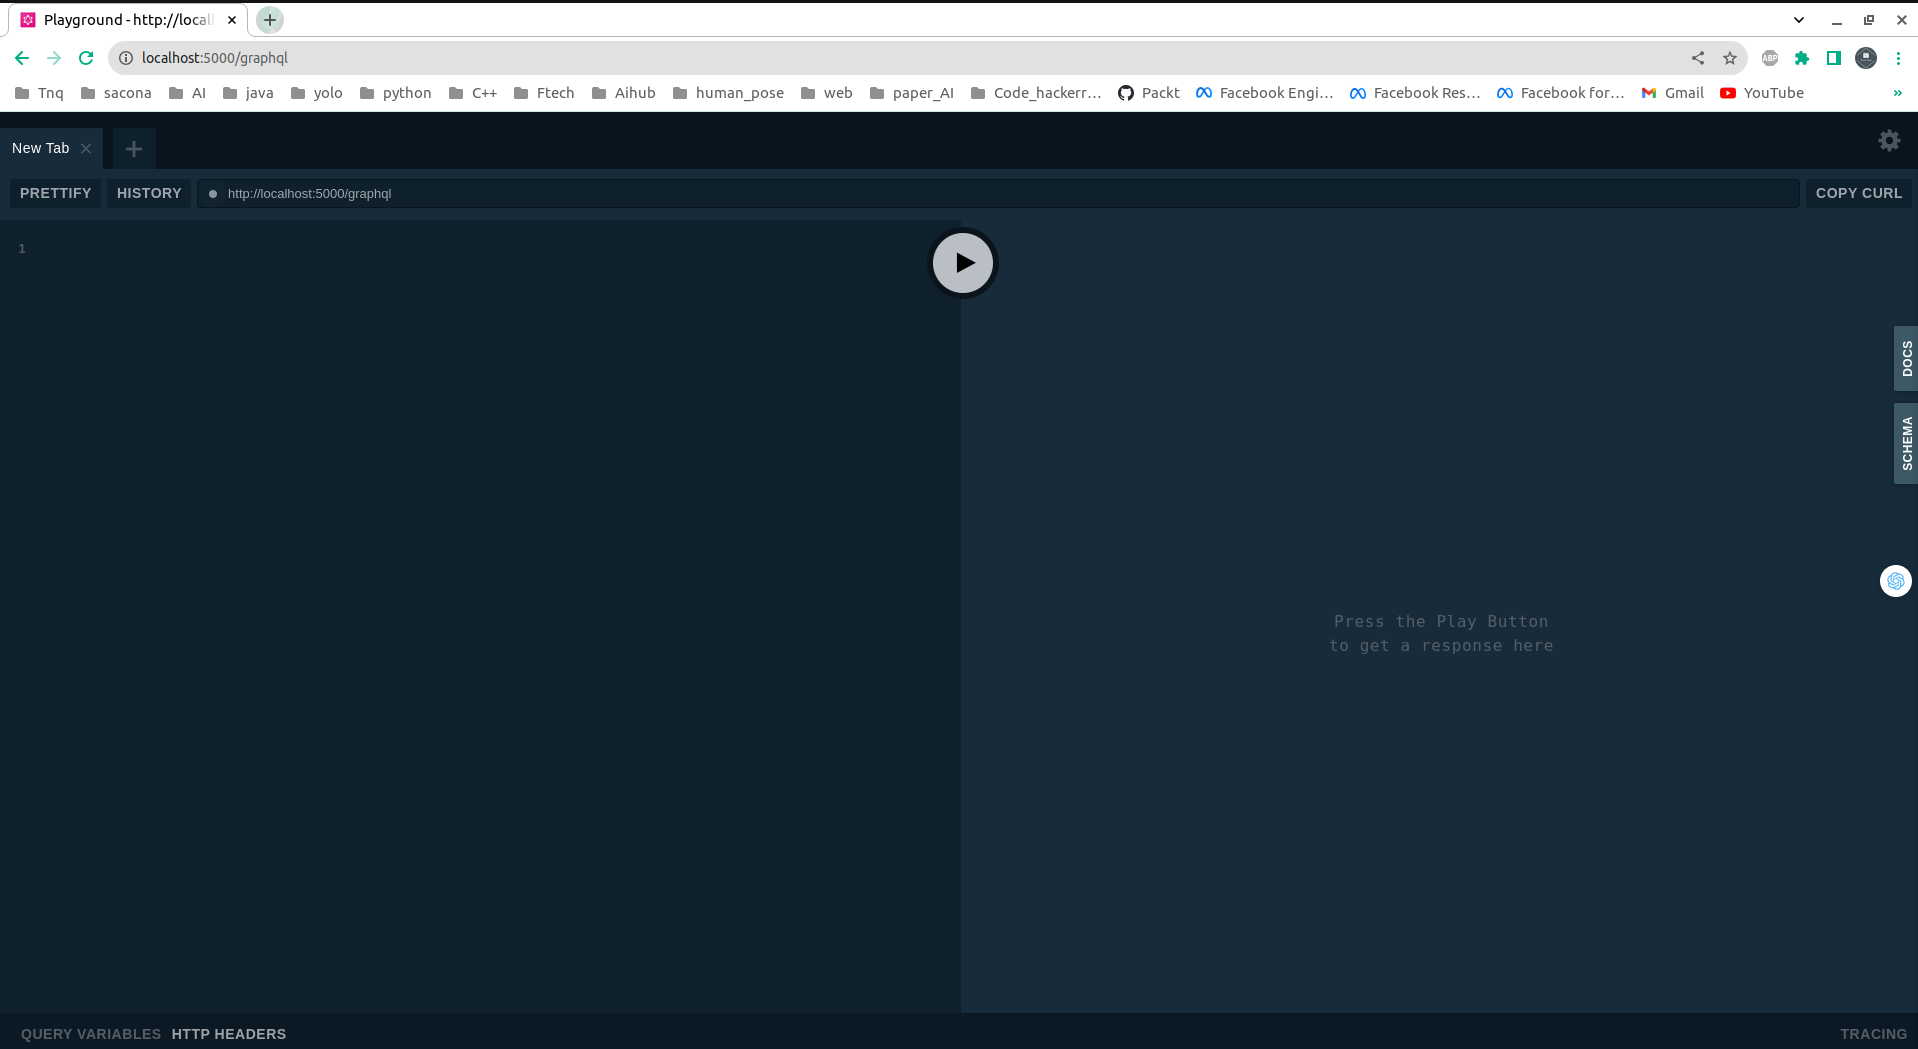 Playground - http://local
localhost:5000/graphql
ABP
Tnq sacona AI java yolo python C++ Ftech Aihub human_pose web paper_AI Code_hackerr... Packt Facebook Engi... Facebook Res... Facebook for... Gmail YouTube »
New Tab
PRETTIFY HISTORY http://localhost:5000/graphql COPY CURL
1
DOCS
SCHEMA
Press the Play Button
to get a response here
QUERY VARIABLES HTTP HEADERS TRACING